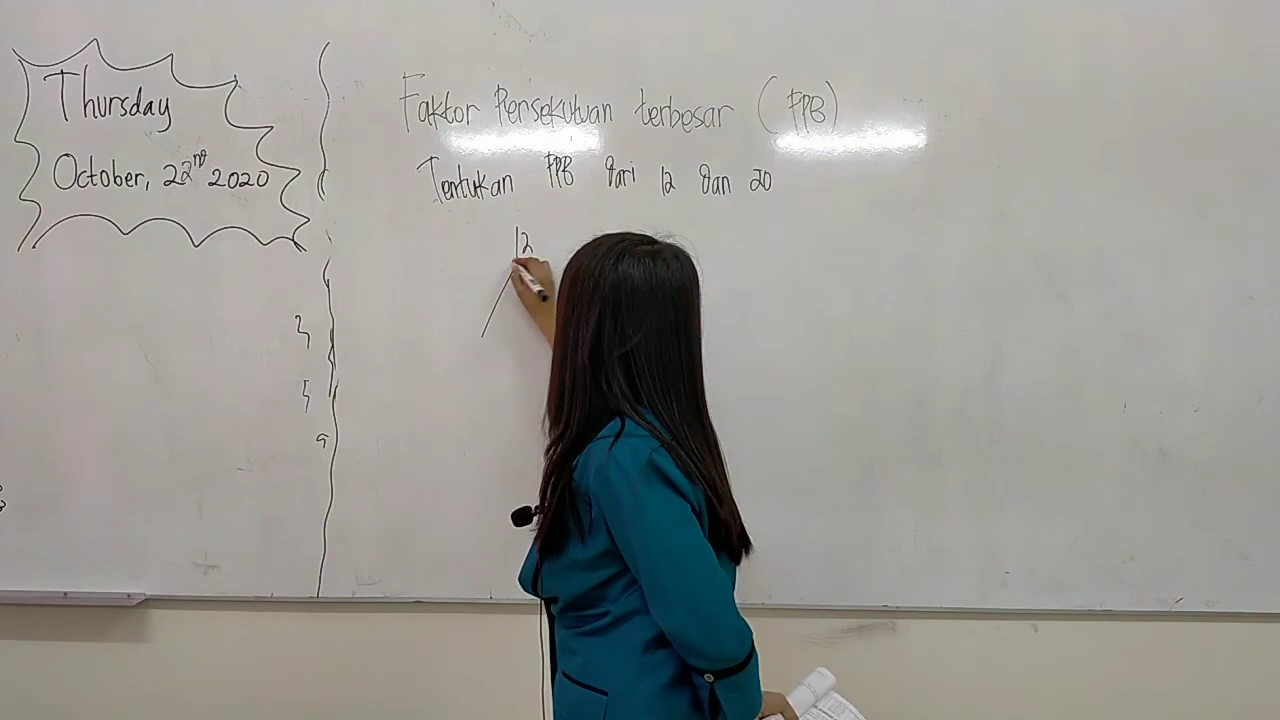 Thursday
October, 22nd 2020
Faktor Persekutuan terbesar (FPB)
Tentukan FPB dari 12 dan 20
12